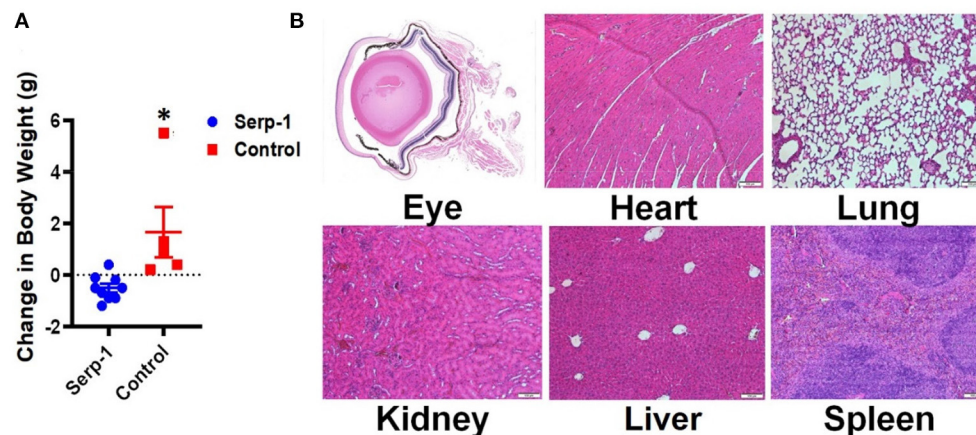 A
Change in Body Weight (g)
6
4
2
0
-2
*
Serp-1
Control
Serp-1
Control
B
Eye
Heart
Lung
Kidney
Liver
Spleen